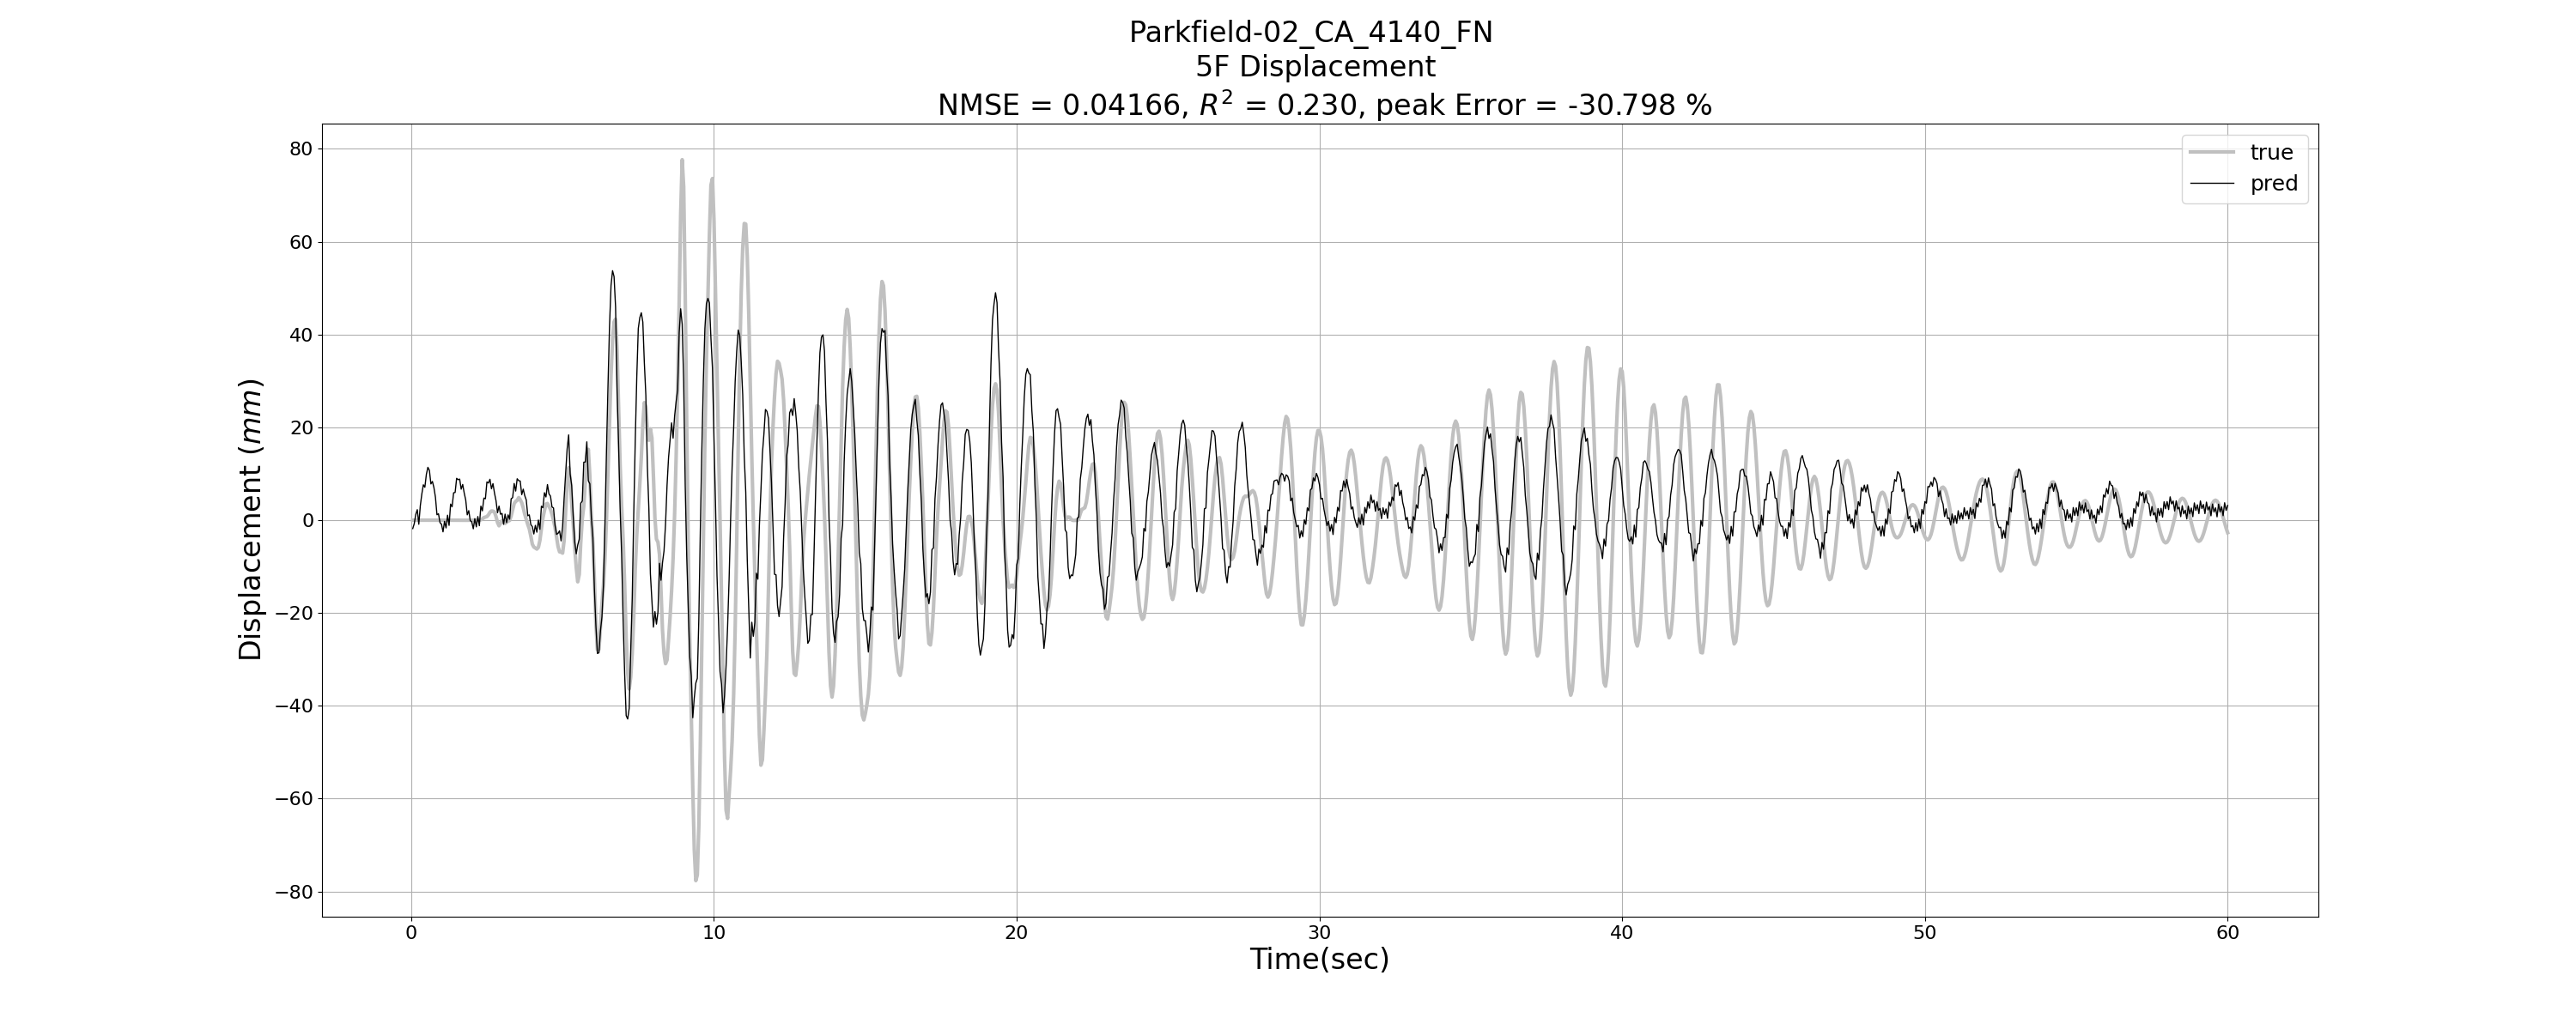 Parkfield-02_CA_4140_FN
5F Displacement
NMSE = 0.04166, R² = 0.230, peak Error = -30.798 %
true
pred
80
60
40
20
0
−20
−40
−60
−80
Displacement (mm)
0 10 20 30 40 50 60
Time(sec)